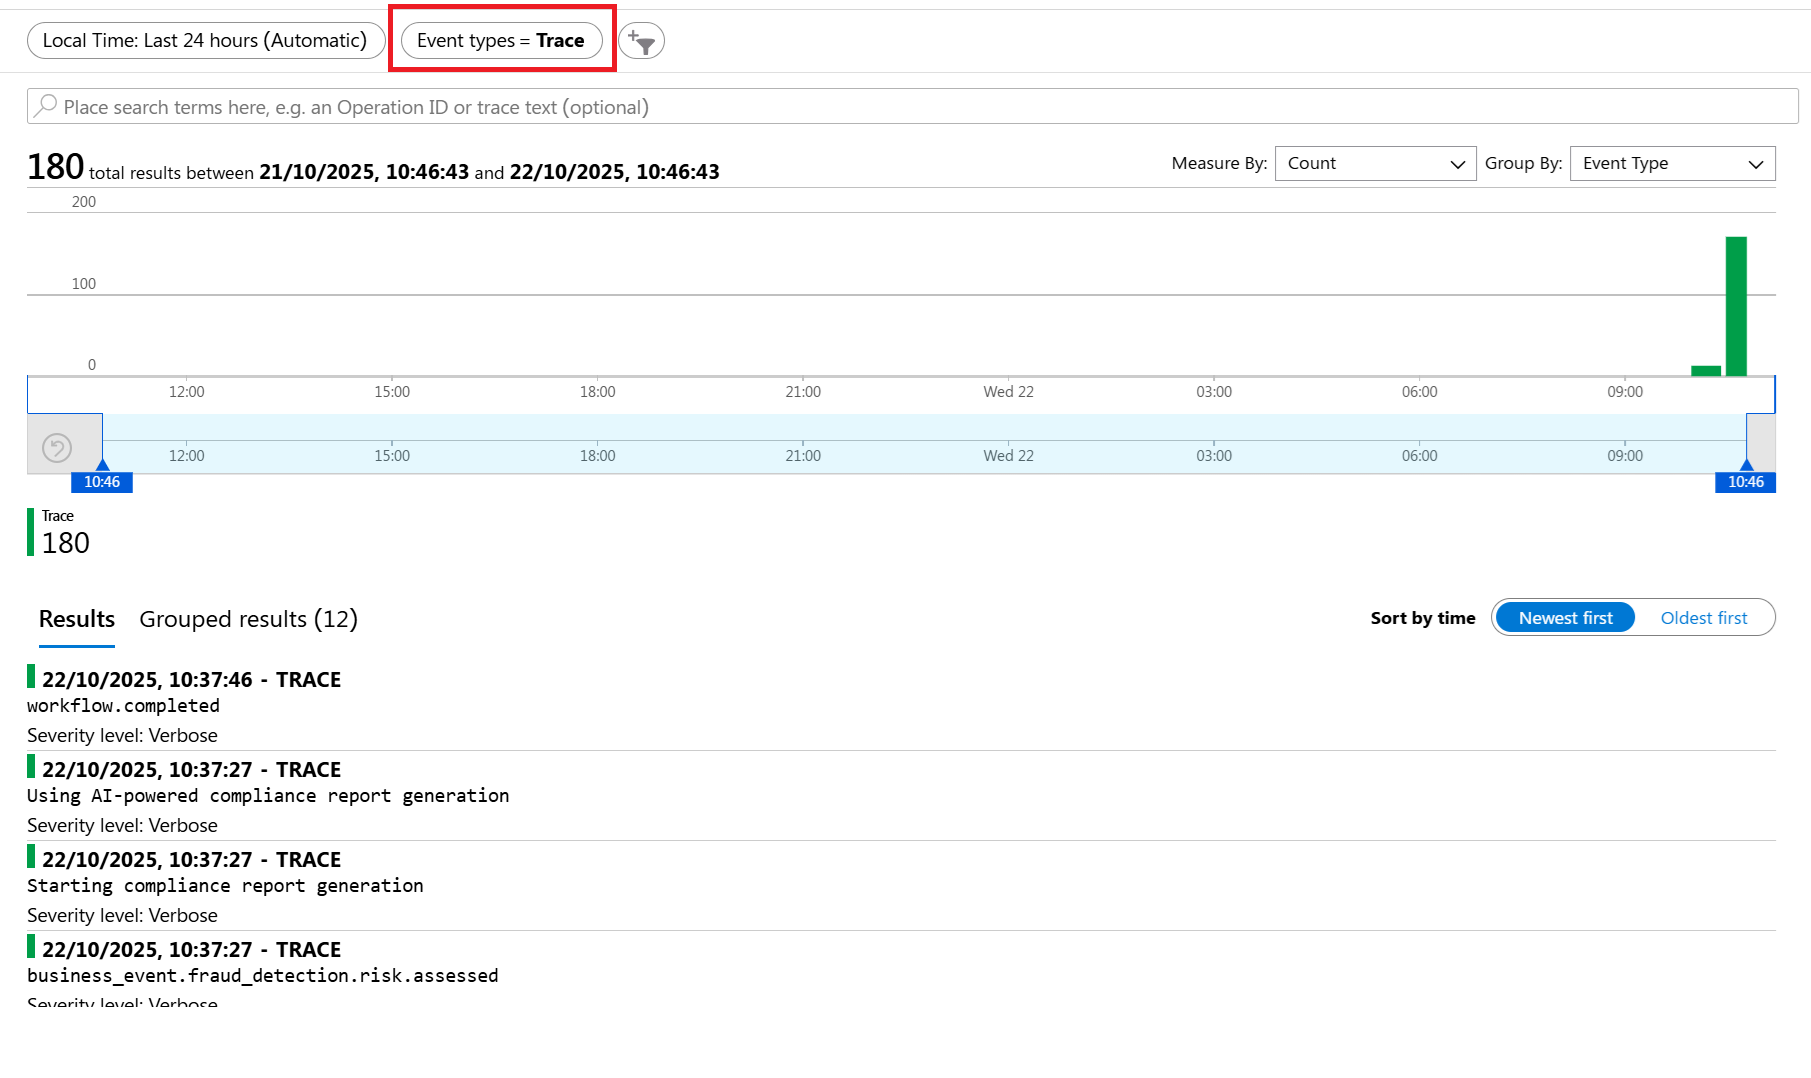 Local Time: Last 24 hours (Automatic) Event types = Trace
Place search terms here, e.g. an Operation ID or trace text (optional)
180 total results between 21/10/2025, 10:46:43 and 22/10/2025, 10:46:43
Measure By: Count Group By: Event Type
200
100
0
12:00 15:00 18:00 21:00 Wed 22 03:00 06:00 09:00
12:00 15:00 18:00 21:00 Wed 22 03:00 06:00 09:00
10:46 10:46
Trace
180
Results Grouped results (12)
Sort by time Newest first Oldest first
22/10/2025, 10:37:46 - TRACE
workflow.completed
Severity level: Verbose
22/10/2025, 10:37:27 - TRACE
Using AI-powered compliance report generation
Severity level: Verbose
22/10/2025, 10:37:27 - TRACE
Starting compliance report generation
Severity level: Verbose
22/10/2025, 10:37:27 - TRACE
business_event.fraud_detection.risk.assessed
Severity level: Verbose